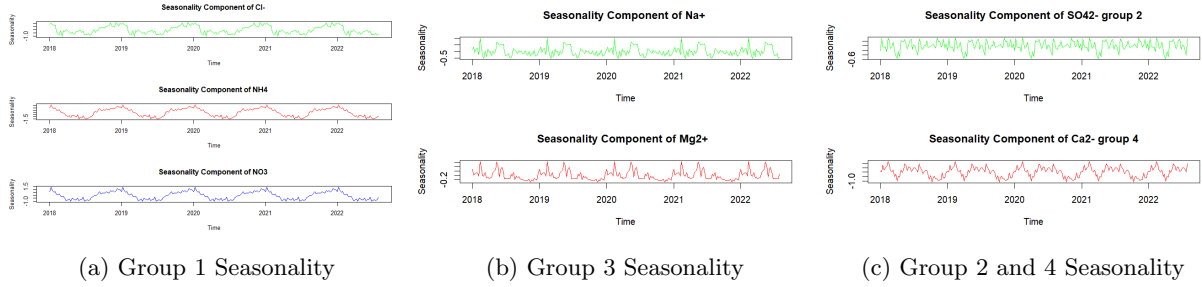 Seasonality Component of Cl-
Seasonality
-1.0
2018 2019 2020 2021 2022
Time
Seasonality Component of NH4
Seasonality
-1.5
2018 2019 2020 2021 2022
Time
Seasonality Component of NO3
Seasonality
1.5
-1.0
2018 2019 2020 2021 2022
Time
(a) Group 1 Seasonality
Seasonality Component of Na+
Seasonality
-0.5
2018 2019 2020 2021 2022
Time
Seasonality Component of Mg2+
Seasonality
-0.2
2018 2019 2020 2021 2022
Time
(b) Group 3 Seasonality
Seasonality Component of SO42- group 2
Seasonality
-0.6
2018 2019 2020 2021 2022
Time
Seasonality Component of Ca2- group 4
Seasonality
-1.0
2018 2019 2020 2021 2022
Time
(c) Group 2 and 4 Seasonality